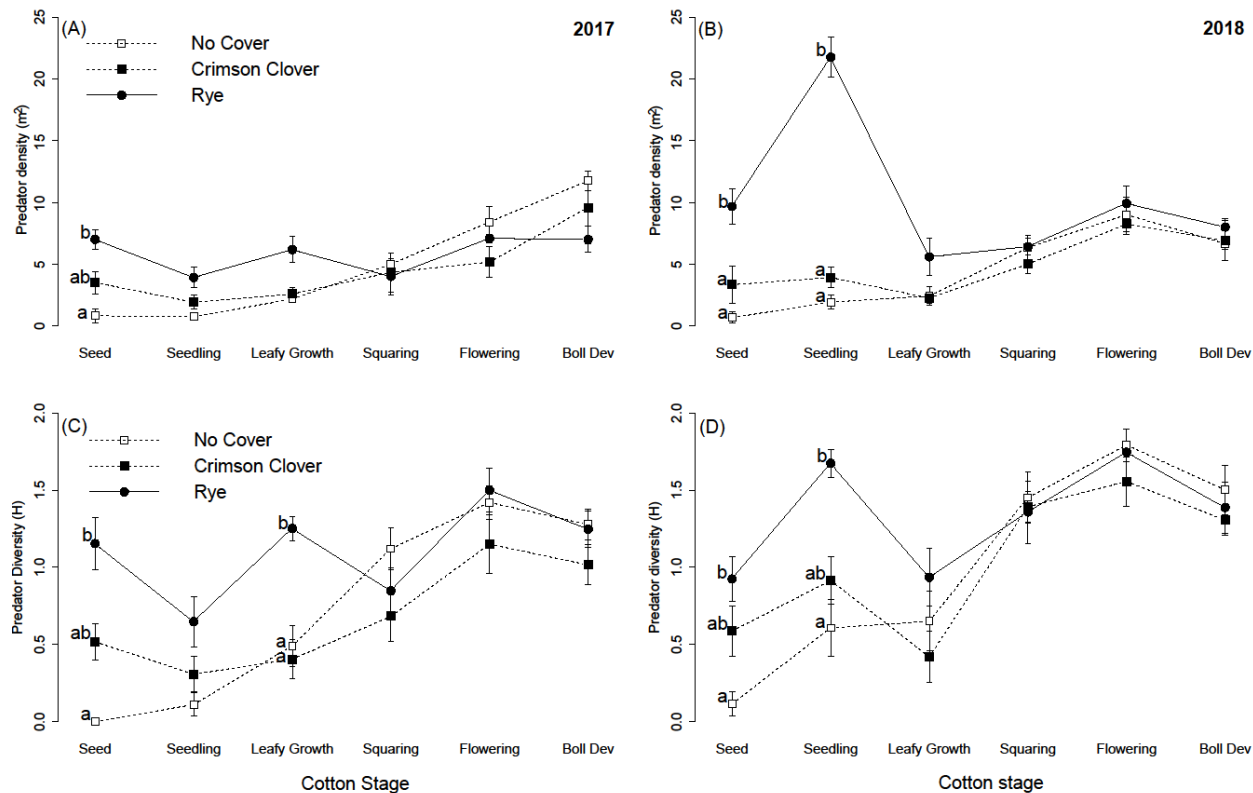 (A)
2017
No Cover
Crimson Clover
Rye
Predator density (m²)
25
20
15
10
5
0
b
ab
a
Seed Seedling Leafy Growth Squaring Flowering Boll Dev
(B)
2018
Predator density (m²)
25
20
15
10
5
0
b
b
a
a
a
a
Seed Seedling Leafy Growth Squaring Flowering Boll Dev
(C)
No Cover
Crimson Clover
Rye
Predator Diversity (H)
2.0
1.5
1.0
0.5
0.0
b
b
ab
a
a
a
Seed Seedling Leafy Growth Squaring Flowering Boll Dev
Cotton Stage
(D)
Predator diversity (H)
2.0
1.5
1.0
0.5
0.0
b
b
ab
ab
a
a
Seed Seedling Leafy Growth Squaring Flowering Boll Dev
Cotton stage